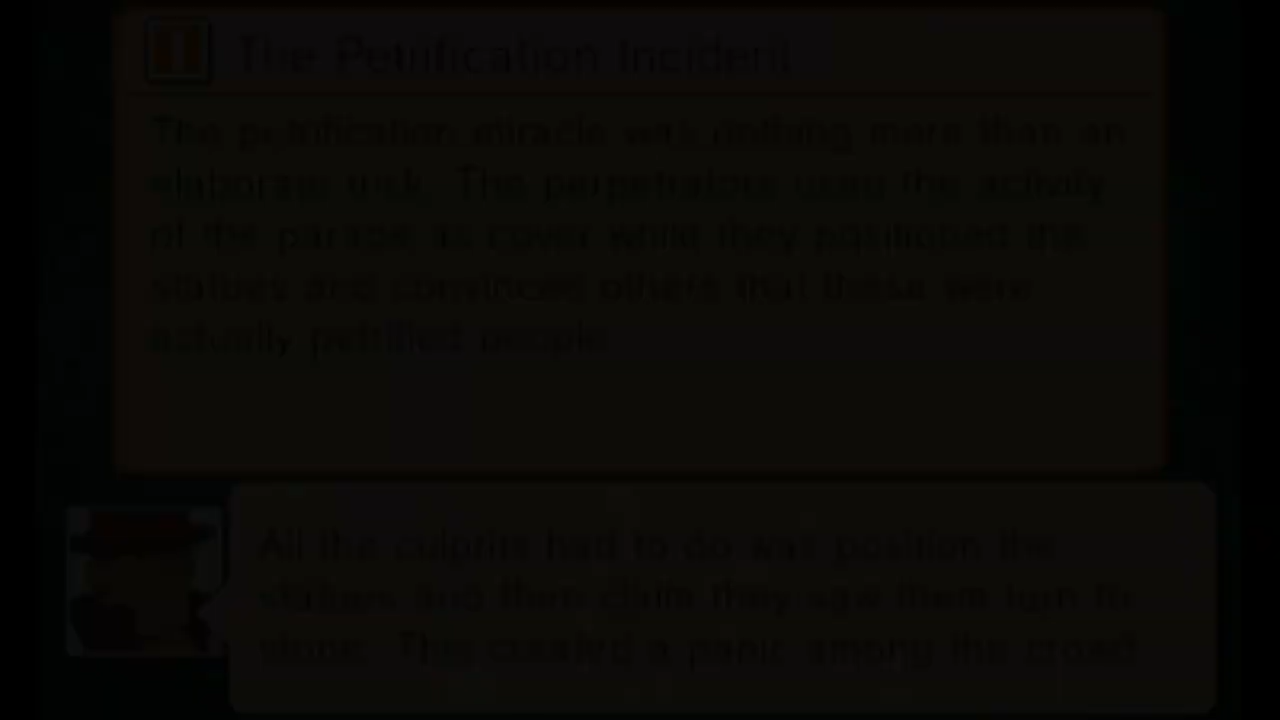 The Petrification Incident
The petrification miracle was nothing more than an
elaborate trick. The perpetrators used the activity
of the parade as cover while they positioned the
statues and convinced others that these were
actually petrified people.
All the culprits had to do was position the
statues and then claim they saw them turn to
stone. This created a panic among the crowd